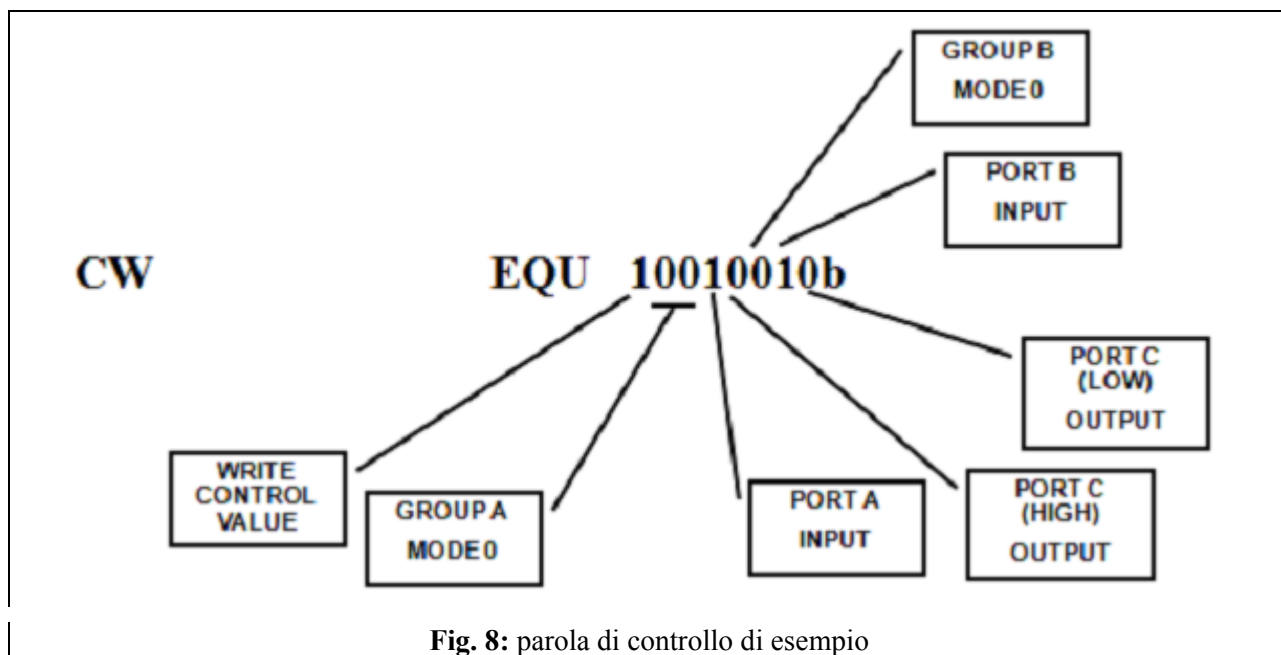 GROUP B
MODE 0
PORT B
INPUT
CW EQU 10010010b
PORT C
(LOW)
OUTPUT
WRITE
CONTROL
VALUE
GROUP A
MODE 0
PORT A
INPUT
PORT C
(HIGH)
OUTPUT
Fig. 8: parola di controllo di esempio